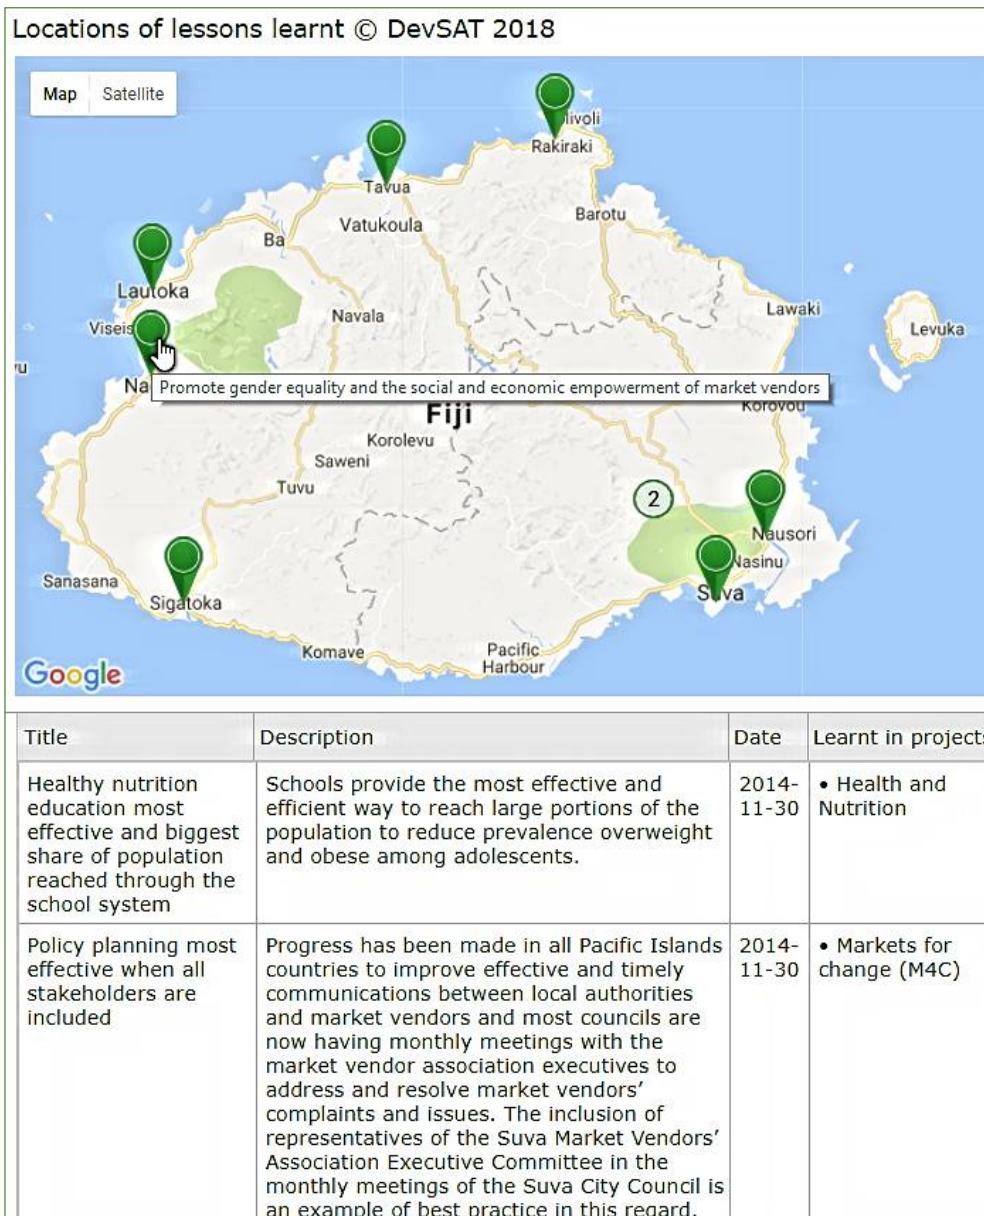 Locations of lessons learnt © DevSAT 2018
Map Satellite
livoli
Rakiraki
Tavua
Barotu
Vatukoula
Ba
Lautoka
Lawaki
Navala
Viseis
Levuka
Na
Promote gender equality and the social and economic empowerment of market vendors
Korovou
Fiji
Korolevu
Saweni
Tuvu
2
Nausori
Nasinu
Sanasana
Suva
Sigatoka
Komave
Pacific
Harbour
Google
Title Description Date Learnt in projects
Healthy nutrition
education most
effective and biggest
share of population
reached through the
school system
Schools provide the most effective and
efficient way to reach large portions of the
population to reduce prevalence overweight
and obese among adolescents.
2014-
11-30
• Health and
Nutrition
Policy planning most
effective when all
stakeholders are
included
Progress has been made in all Pacific Islands
countries to improve effective and timely
communications between local authorities
and market vendors and most councils are
now having monthly meetings with the
market vendor association executives to
address and resolve market vendors’
complaints and issues. The inclusion of
representatives of the Suva Market Vendors’
Association Executive Committee in the
monthly meetings of the Suva City Council is
an example of best practice in this regard.
2014-
11-30
• Markets for
change (M4C)